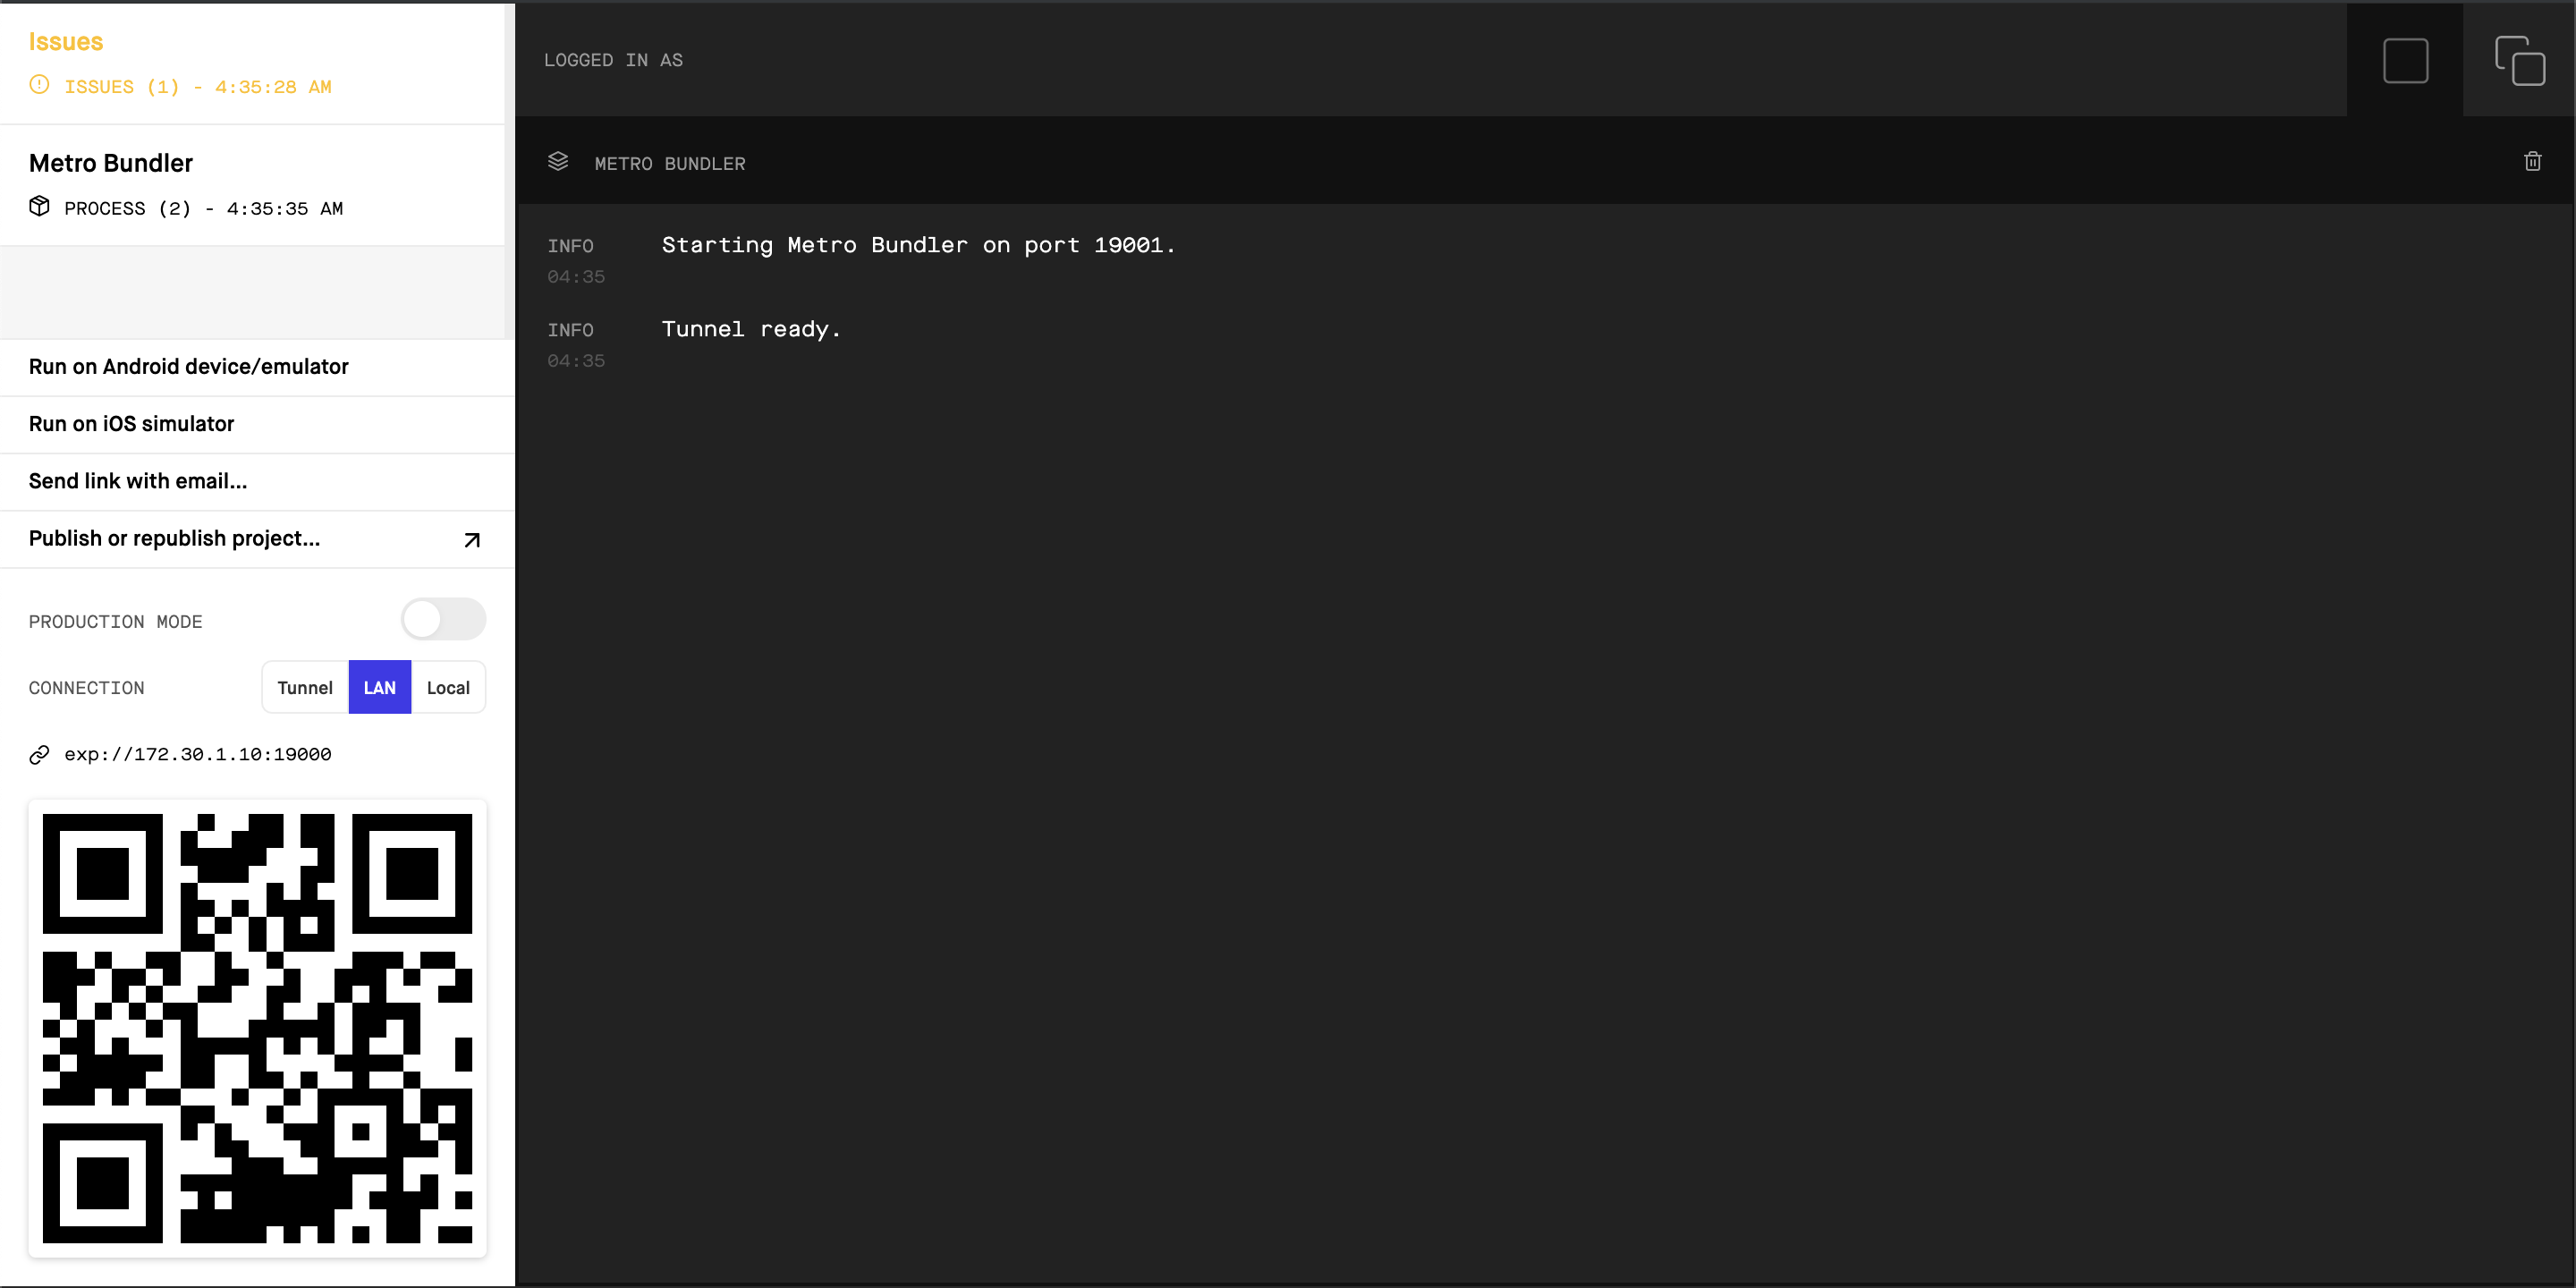 Issues
ISSUES (1) - 4:35:28 AM
Metro Bundler
PROCESS (2) - 4:35:35 AM
Run on Android device/emulator
Run on iOS simulator
Send link with email...
Publish or republish project...
PRODUCTION MODE
CONNECTION Tunnel LAN Local
exp://172.30.1.10:19000
LOGGED IN AS
METRO BUNDLER
INFO Starting Metro Bundler on port 19001.
04:35
INFO Tunnel ready.
04:35